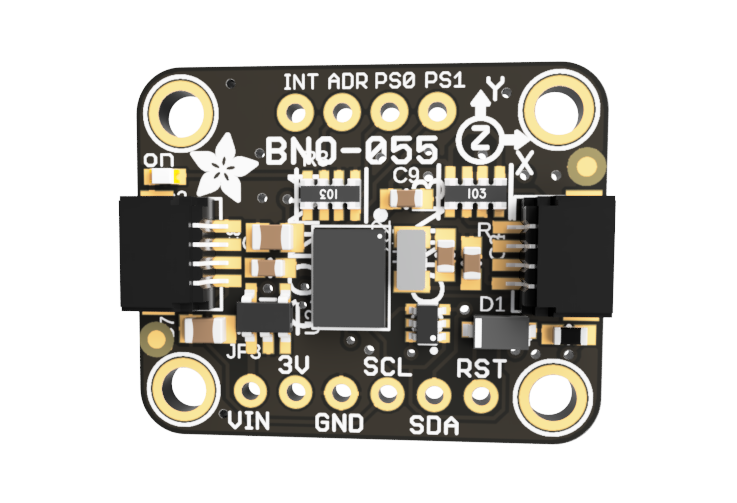 INT ADR PS0 PS1
Y
BNO-055
Z
X
on
C9
103
103
D1
JP3
3V SCL RST
VIN GND SDA